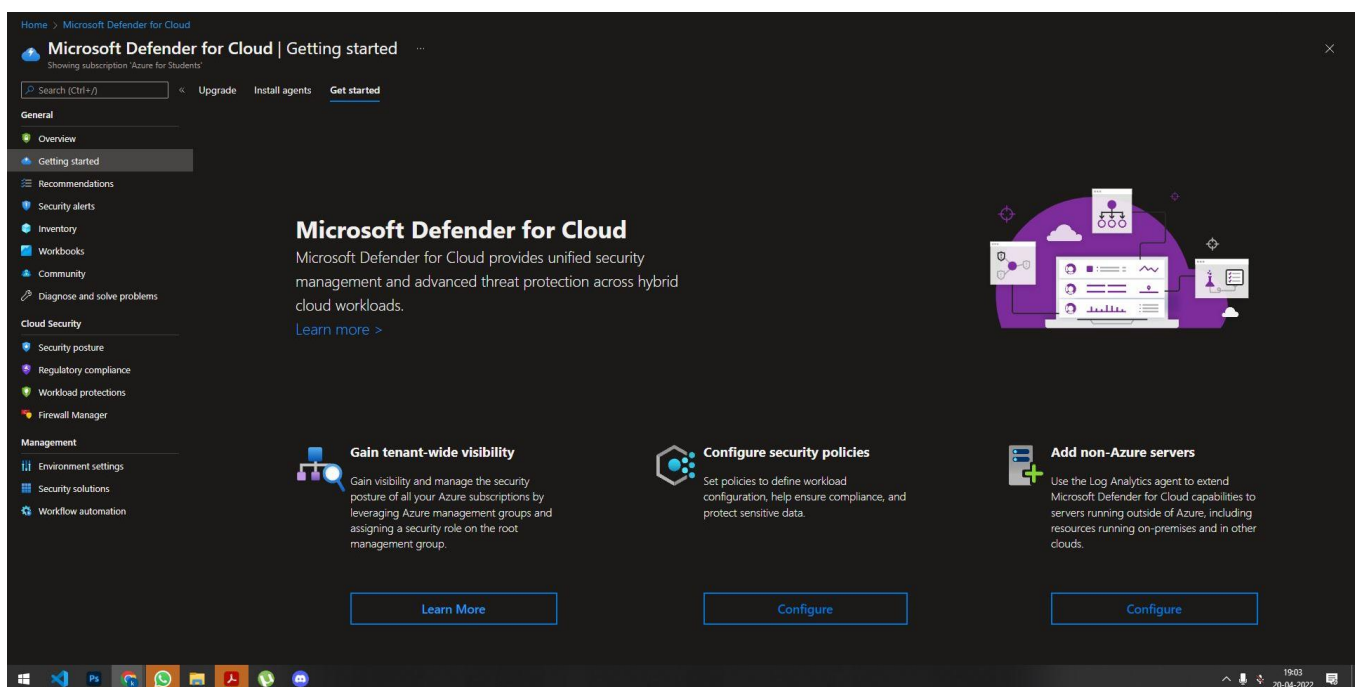 Home > Microsoft Defender for Cloud
Microsoft Defender for Cloud | Getting started ...
Showing subscription 'Azure for Students'
Search (Ctrl+/)
«
Upgrade
Install agents
Get started
General
Overview
Getting started
Recommendations
Security alerts
Inventory
Workbooks
Community
Diagnose and solve problems
Cloud Security
Security posture
Regulatory compliance
Workload protections
Firewall Manager
Management
Environment settings
Security solutions
Workflow automation
Microsoft Defender for Cloud
Microsoft Defender for Cloud provides unified security
management and advanced threat protection across hybrid
cloud workloads.
Learn more >
Gain tenant-wide visibility
Gain visibility and manage the security
posture of all your Azure subscriptions by
leveraging Azure management groups and
assigning a security role on the root
management group.
Learn More
Configure security policies
Set policies to define workload
configuration, help ensure compliance, and
protect sensitive data.
Configure
Add non-Azure servers
Use the Log Analytics agent to extend
Microsoft Defender for Cloud capabilities to
servers running outside of Azure, including
resources running on-premises and in other
clouds.
Configure
Ps
19:03
20-04-2022